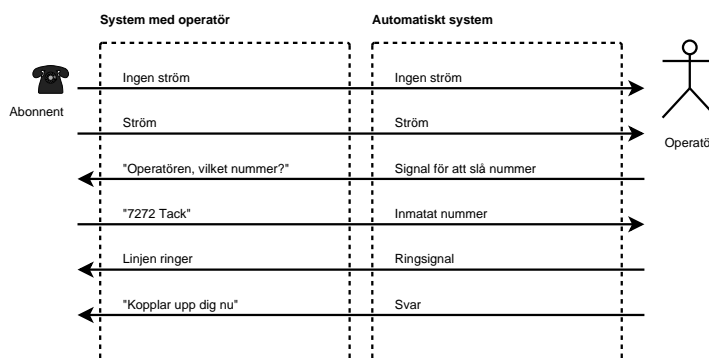 System med operatör
Automatiskt system
Ingen ström
Ingen ström
Abonnent
Ström
Ström
Operatö
"Operatören, vilket nummer?"
Signal för att slå nummer
"7272 Tack"
Inmatat nummer
Linjen ringer
Ringsignal
"Kopplar upp dig nu"
Svar